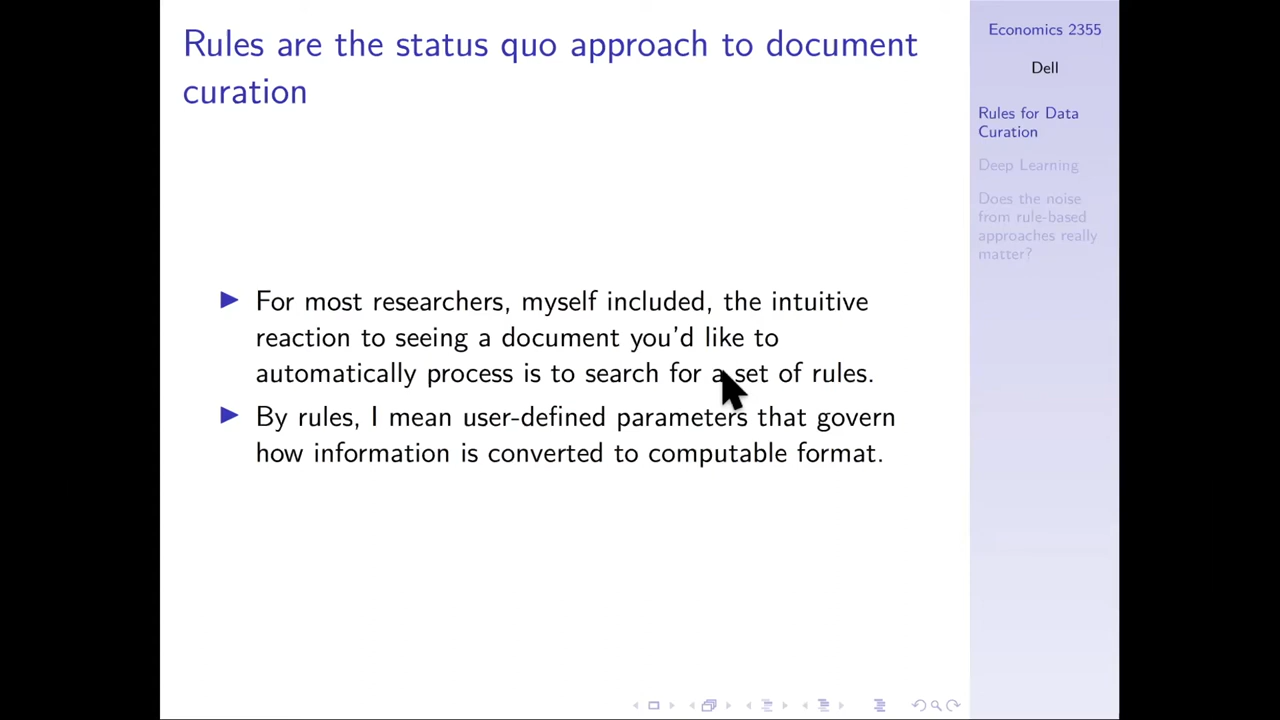 Rules are the status quo approach to document
curation
For most researchers, myself included, the intuitive
reaction to seeing a document you'd like to
automatically process is to search for a set of rules.
By rules, I mean user-defined parameters that govern
how information is converted to computable format.
Economics 2355
Dell
Rules for Data
Curation
Deep Learning
Does the noise
from rule-based
approaches really
matter?